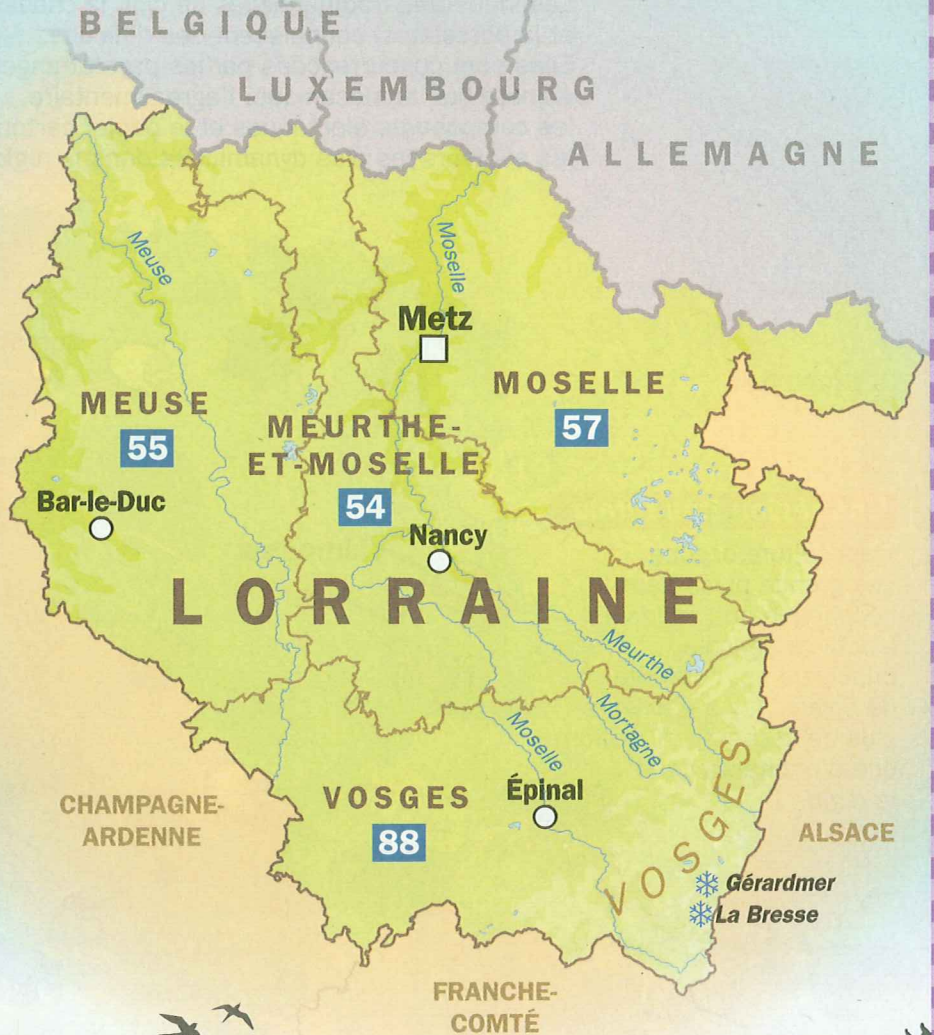 BELGIQUE
LUXEMBOURG
ALLEMAGNE
Meuse
Moselle
Metz
MOSELLE
57
MEUSE
55
MEURTHE-
ET-MOSELLE
54
Bar-le-Duc
Nancy
LORRAINE
Meurthe
Mortagne
Moselle
VOSGES
88
Épinal
VOSGES
CHAMPAGNE-
ARDENNE
ALSACE
Gérardmer
La Bresse
FRANCHE-
COMTÉ